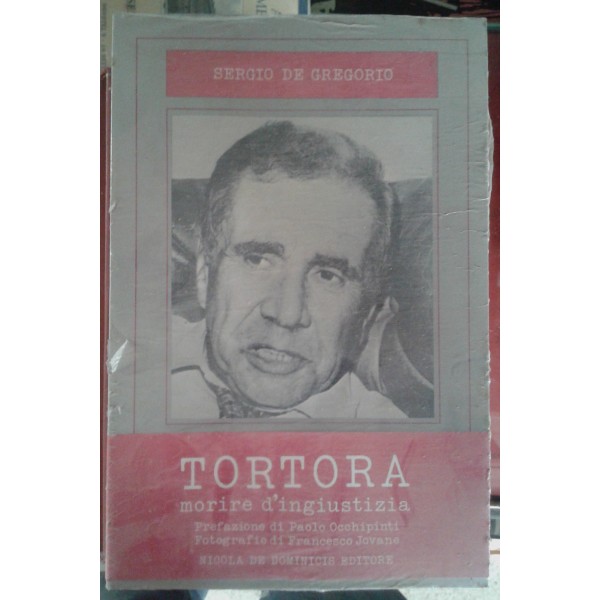 SERGIO DE GREGORIO
TORTORA
morire d'ingiustizia
Prefazione di Paolo Occhipinti
Fotografie di Francesco Jovane
NICOLA DE DOMINICIS EDITORE